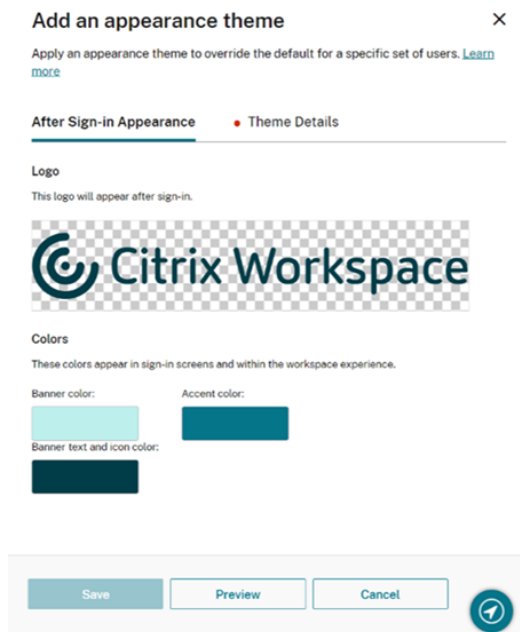 Add an appearance theme
Apply an appearance theme to override the default for a specific set of users. Learn
more
After Sign-in Appearance
Theme Details
Logo
This logo will appear after sign-in.
Citrix Workspace
Colors
These colors appear in sign-in screens and within the workspace experience.
Banner color:
Accent color:
Banner text and icon color:
Save
Preview
Cancel